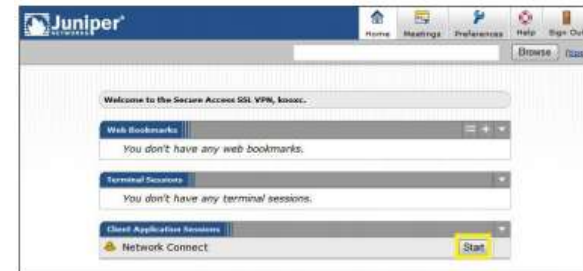 Juniper
NETWORKS
Home
Meetings
Preferences
Help
Sign Out
Browse
Welcome to the Secure Access SSL VPN, knoxc.
Web Bookmarks
You don't have any web bookmarks.
Terminal Sessions
You don't have any terminal sessions.
Client Application Sessions
Network Connect
Start